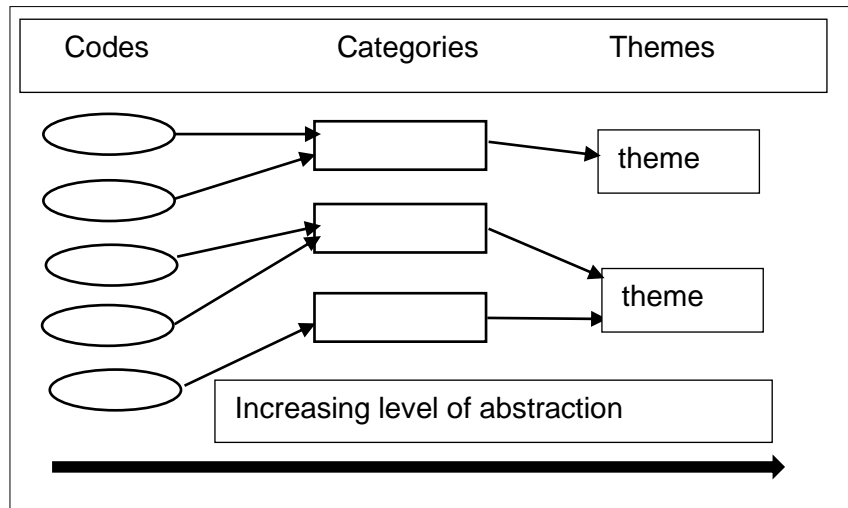 Codes Categories Themes
theme
theme
Increasing level of abstraction